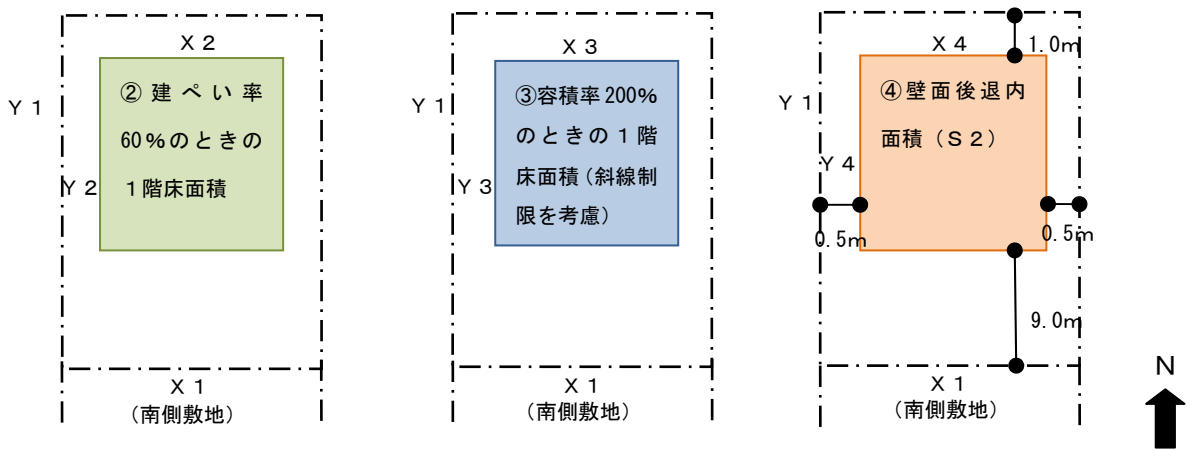 X2
Y1
②建ぺい率
60%のときの
1階床面積
Y2
X1
(南側敷地)
X3
Y1
③容積率200%
のときの1階
床面積(斜線制
限を考慮)
Y3
X1
(南側敷地)
X4
1.0m
Y1
④壁面後退内
面積(S2)
Y4
0.5m
0.5m
9.0m
X1
(南側敷地)
N